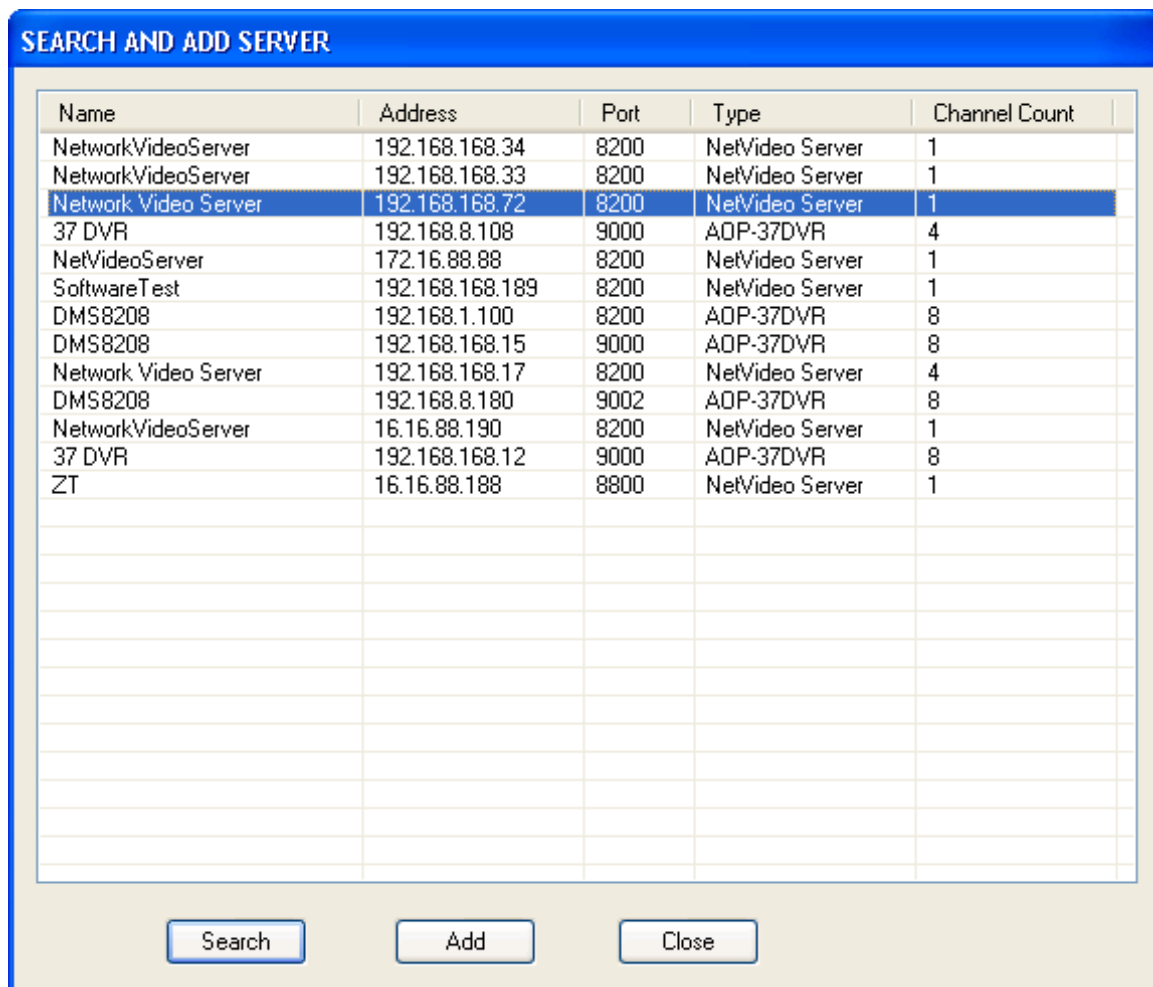 SEARCH AND ADD SERVER
Name Address Port Type Channel Count
NetworkVideoServer 192.168.168.34 8200 NetVideo Server 1
NetworkVideoServer 192.168.168.33 8200 NetVideo Server 1
Network Video Server 192.168.168.72 8200 NetVideo Server 1
37 DVR 192.168.8.108 9000 AOP-37DVR 4
NetVideoServer 172.16.88.88 8200 NetVideo Server 1
SoftwareTest 192.168.168.189 8200 NetVideo Server 1
DMS8208 192.168.1.100 8200 AOP-37DVR 8
DMS8208 192.168.168.15 9000 AOP-37DVR 8
Network Video Server 192.168.168.17 8200 NetVideo Server 4
DMS8208 192.168.8.180 9002 AOP-37DVR 8
NetworkVideoServer 16.16.88.190 8200 NetVideo Server 1
37 DVR 192.168.168.12 9000 AOP-37DVR 8
ZT 16.16.88.188 8800 NetVideo Server 1
Search Add Close